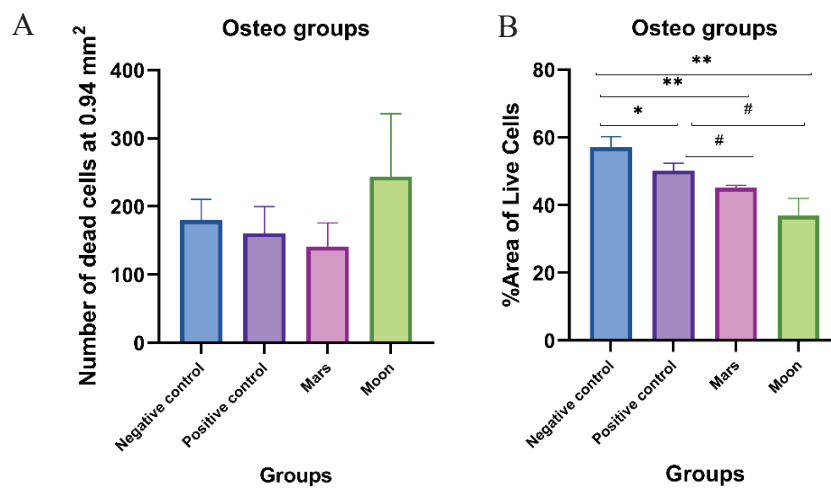 A
Osteo groups
Number of dead cells at 0.94 mm²
400
300
200
100
0
Negative control
Positive control
Mars
Moon
Groups
B
Osteo groups
%Area of Live Cells
80
60
40
20
0
**
**
*
#
#
Negative control
Positive control
Mars
Moon
Groups